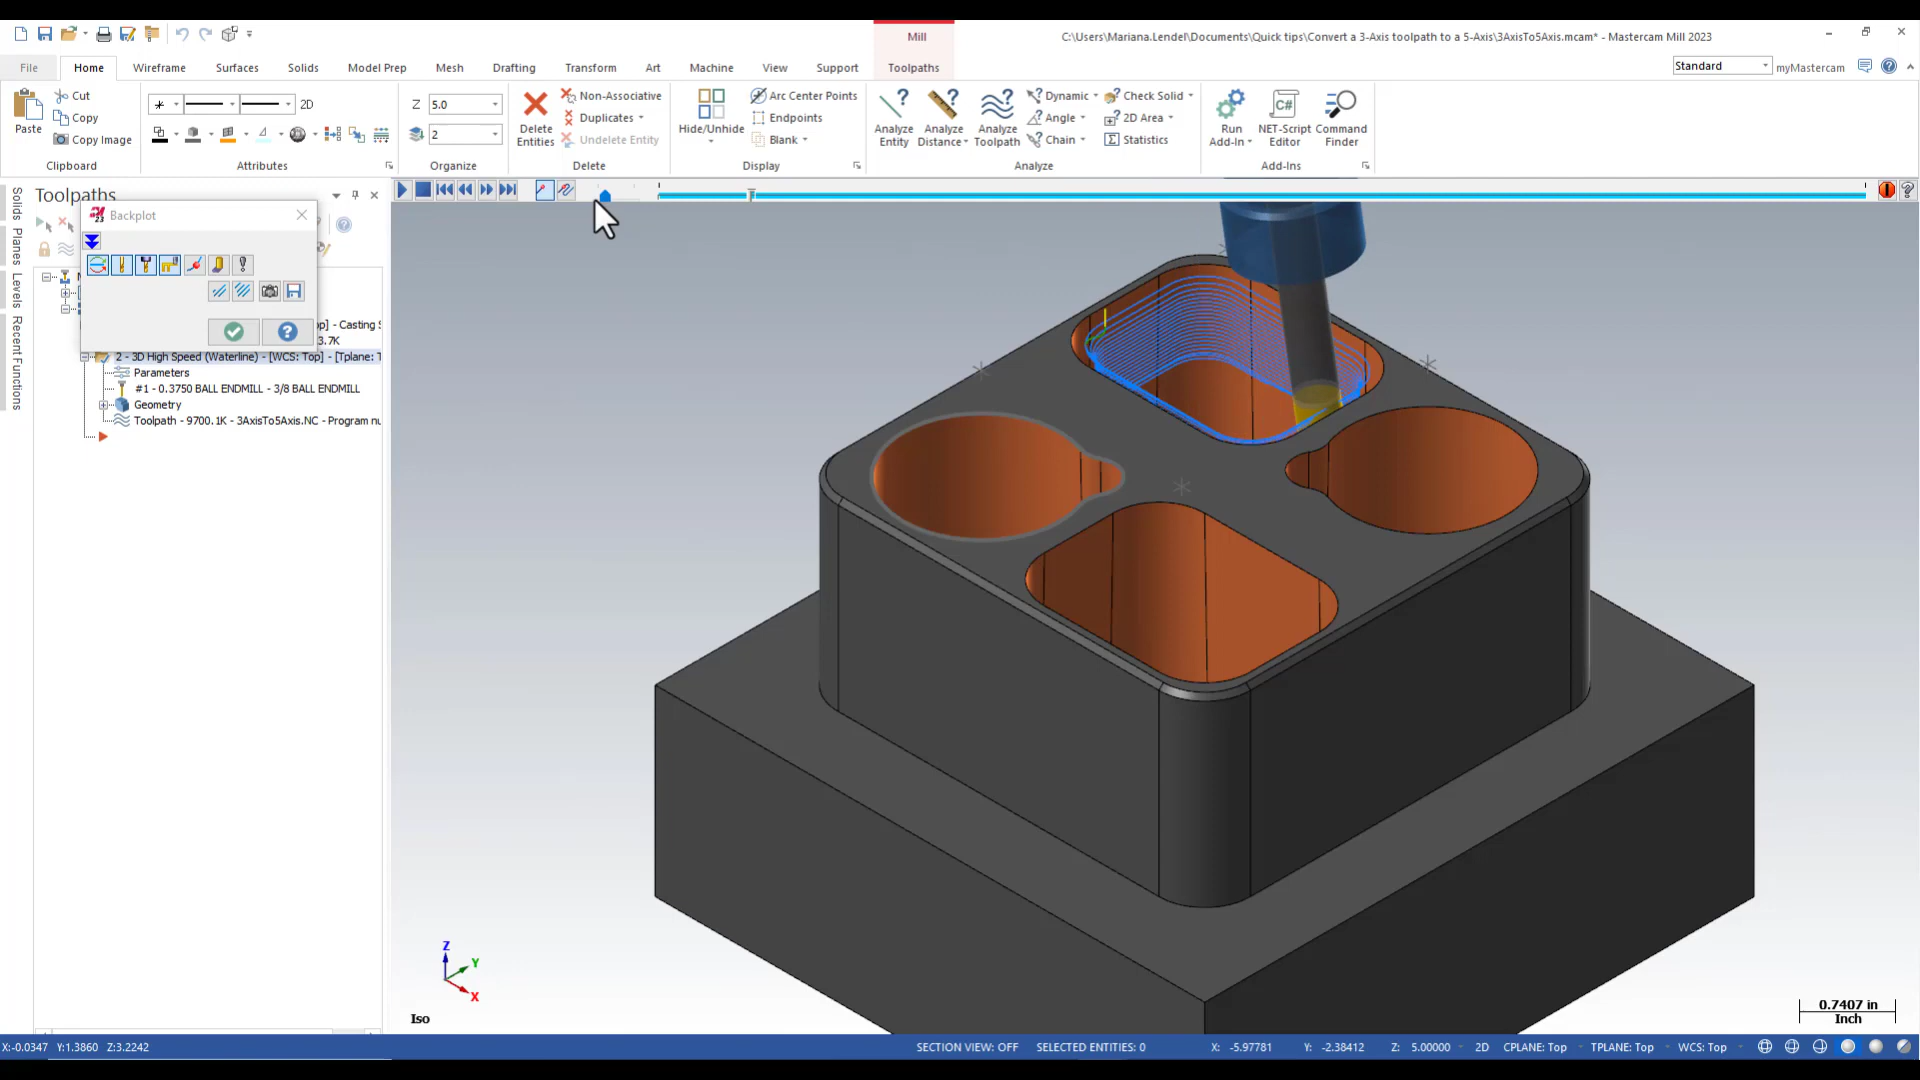 Mill
C:\Users\Mariana.Lendel\Documents\Quick tips\Convert a 3-Axis toolpath to a 5-Axis\3AxisTo5Axis.mcam* - Mastercam Mill 2023
File Home Wireframe Surfaces Solids Model Prep Mesh Drafting Transform Art Machine View Support Toolpaths
Standard myMastercam
Paste
Cut
Copy
Copy Image
Clipboard
2D
Attributes
Z 5.0
2
Organize
Delete Entities
Non-Associative
Duplicates
Undelete Entity
Delete
Hide/Unhide
Arc Center Points
Endpoints
Blank
Display
Analyze Entity
Analyze Distance
Analyze Toolpath
Dynamic
Angle
Chain
Check Solid
2D Area
Statistics
Analyze
Run Add-In
C#
NET-Script Editor
Command Finder
Add-Ins
Toolpaths
Solids
Planes
Levels
Recent Functions
23
Backplot
op] - Casting S
3.7K
2 - 3D High Speed (Waterline) - [WCS: Top] - [Tplane: T
Parameters
#1 - 0.3750 BALL ENDMILL - 3/8 BALL ENDMILL
Geometry
Toolpath - 9700.1K - 3AxisTo5Axis.NC - Program nu
Z
Y
X
Iso
0.7407 in
Inch
X:-0.0347 Y:1.3860 Z:3.2242
SECTION VIEW: OFF SELECTED ENTITIES: 0 X: -5.97781 Y: -2.38412 Z: 5.00000 2D CPLANE: Top TPLANE: Top WCS: Top